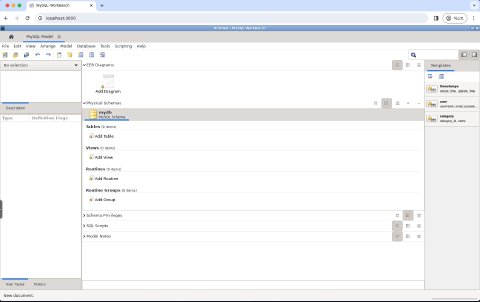 MySQL-Workbench
localhost:3000
MySQL Workbench
MySQL Model
File Edit View Arrange Model Database Tools Scripting Help
No selection
Description
Type Definition Flags
User Types History
New document.
EER Diagrams
Add Diagram
Physical Schemas
mydb
MySQL Schema
Tables (0 items)
Add Table
Views (0 items)
Add View
Routines (0 items)
Add Routine
Routine Groups (0 items)
Add Group
Schema Privileges
SQL Scripts
Model Notes
Templates
timestamps
create_time, update_time
user
username, email, passwo...
category
category_id, name